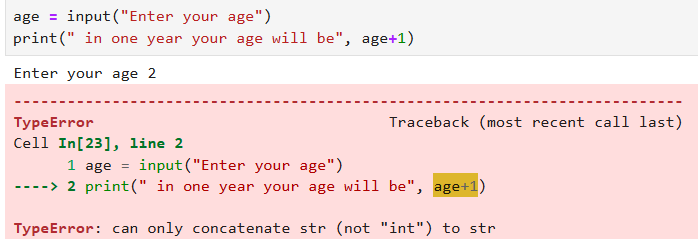 age = input("Enter your age")
print(" in one year your age will be", age+1)
Enter your age 2
---------------------------------------------------------------------------
TypeError                                 Traceback (most recent call last)
Cell In[23], line 2
      1 age = input("Enter your age")
----> 2 print(" in one year your age will be", age+1)
TypeError: can only concatenate str (not "int") to str